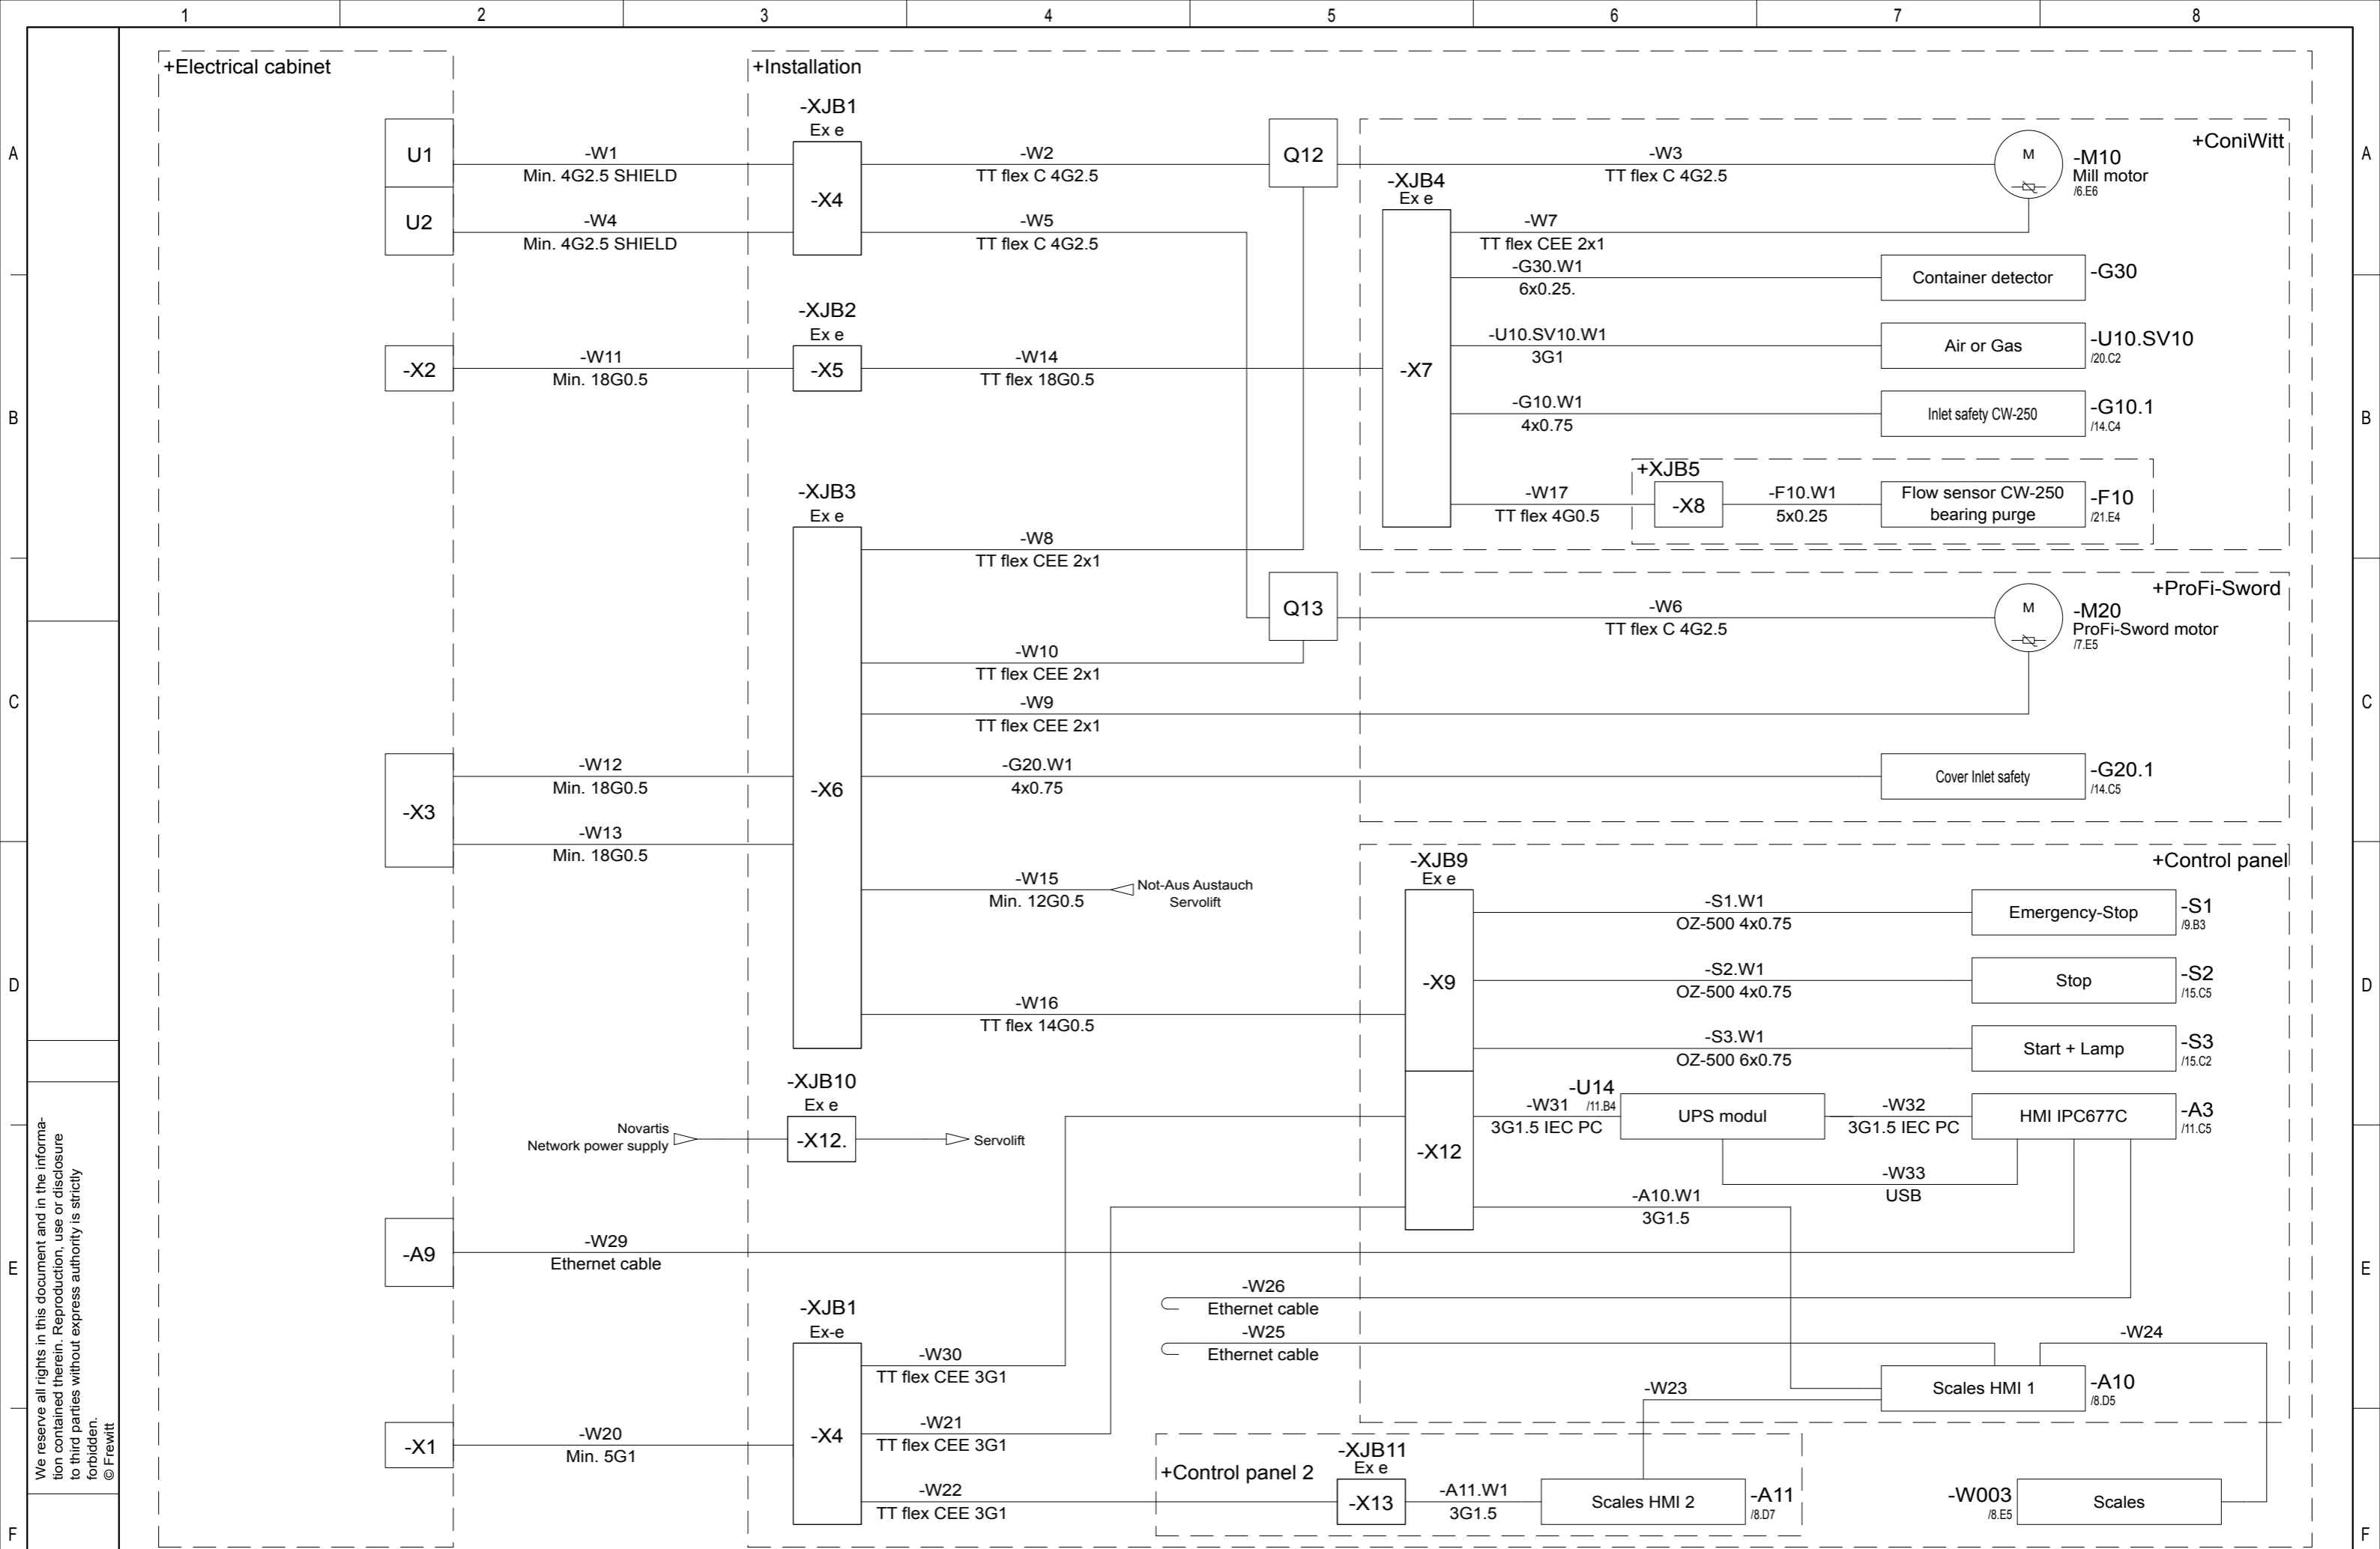 1 2 3 4 5 6 7 8
+Electrical cabinet
+Installation
A
A
B
B
C
C
D
D
E
E
F
F
U1
-W1
Min. 4G2.5 SHIELD
-XJB1
Ex e
-X4
-W2
TT flex C 4G2.5
Q12
-W3
TT flex C 4G2.5
M
-M10
Mill motor
/6.E6
+ConiWitt
U2
-W4
Min. 4G2.5 SHIELD
-W5
TT flex C 4G2.5
-XJB4
Ex e
-X7
-W7
TT flex CEE 2x1
-G30.W1
6x0.25.
Container detector
-G30
-X2
-W11
Min. 18G0.5
-XJB2
Ex e
-X5
-W14
TT flex 18G0.5
-U10.SV10.W1
3G1
Air or Gas
-U10.SV10
/20.C2
-G10.W1
4x0.75
Inlet safety CW-250
-G10.1
/14.C4
-W17
TT flex 4G0.5
+XJB5
-X8
-F10.W1
5x0.25
Flow sensor CW-250
bearing purge
-F10
/21.E4
-XJB3
Ex e
-X6
-W8
TT flex CEE 2x1
Q13
-W6
TT flex C 4G2.5
M
-M20
ProFi-Sword motor
/7.E5
+ProFi-Sword
-W10
TT flex CEE 2x1
-W9
TT flex CEE 2x1
-X3
-W12
Min. 18G0.5
-G20.W1
4x0.75
Cover Inlet safety
-G20.1
/14.C5
-W13
Min. 18G0.5
-W15
Min. 12G0.5
Not-Aus Austauch
Servolift
-W16
TT flex 14G0.5
+Control panel
-XJB9
Ex e
-X9
-S1.W1
OZ-500 4x0.75
Emergency-Stop
-S1
/9.B3
-S2.W1
OZ-500 4x0.75
Stop
-S2
/15.C5
-S3.W1
OZ-500 6x0.75
Start + Lamp
-S3
/15.C2
-XJB10
Ex e
Novartis
Network power supply
-X12.
Servolift
-X12
-W31
3G1.5 IEC PC
-U14
/11.B4
UPS modul
-W32
3G1.5 IEC PC
HMI IPC677C
-A3
/11.C5
-W33
USB
-A10.W1
3G1.5
-A9
-W29
Ethernet cable
-W26
Ethernet cable
-W25
Ethernet cable
-W24
-XJB1
Ex-e
-X4
-W30
TT flex CEE 3G1
-W23
Scales HMI 1
-A10
/8.D5
-X1
-W20
Min. 5G1
-W21
TT flex CEE 3G1
-W22
TT flex CEE 3G1
+Control panel 2
-XJB11
Ex e
-X13
-A11.W1
3G1.5
Scales HMI 2
-A11
/8.D7
-W003
/8.E5
Scales
We reserve all rights in this document and in the informa-
tion contained therein. Reproduction, use or disclosure
to third parties without express authority is strictly
forbidden.
© Frewitt